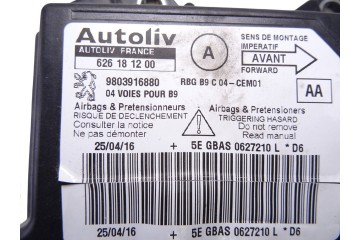 Autoliv
AUTOLIV FRANCE
626 18 12 00
A
SENS DE MONTAGE
IMPERATIF
AVANT
FORWARD
9803916880
RBG B9 C 04-CEM01
04 VOIES POUR B9
AA
Airbags & Pretensionneurs
RISQUE DE DECLENCHEMENT
Consulter la notice
Ne pas démonter
Airbags & Pretensioners
TRIGGERING HAZARD
Do not remove
Read manual
25/04/16 + 5E GBAS 0627210 L * D6
25/04/16 + 5E GBAS 0627210 L * D6